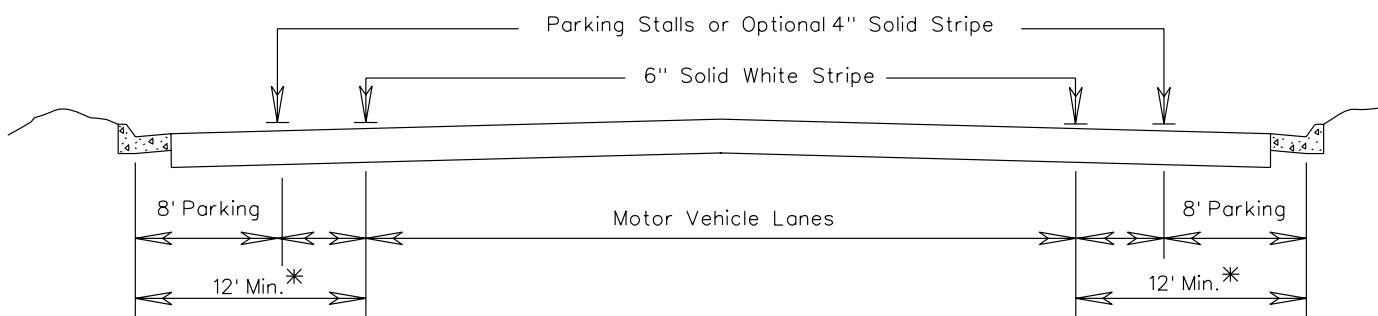 Parking Stalls or Optional 4" Solid Stripe
6" Solid White Stripe
8' Parking
Motor Vehicle Lanes
8' Parking
12' Min.*
12' Min.*